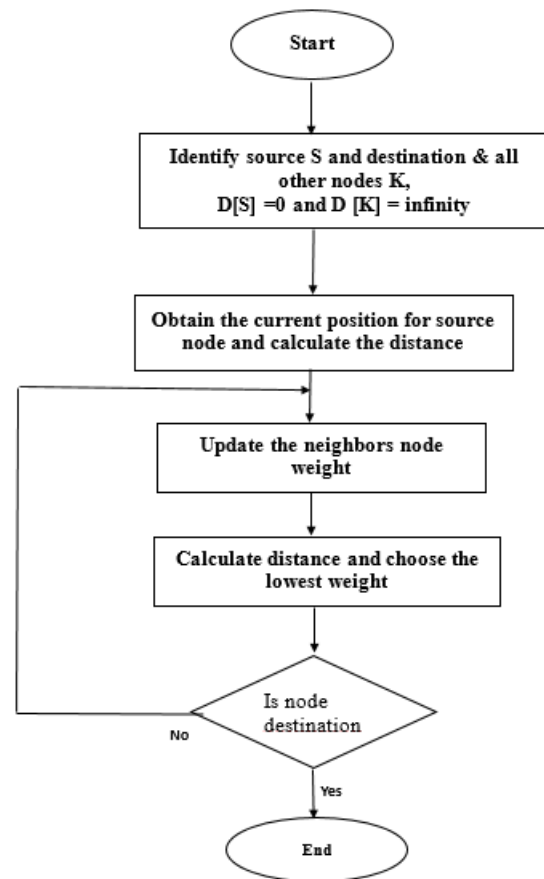 Start
Identify source S and destination & all
other nodes K,
D[S] =0 and D [K] = infinity
Obtain the current position for source
node and calculate the distance
Update the neighbors node
weight
Calculate distance and choose the
lowest weight
Is node
destination
No
Yes
End